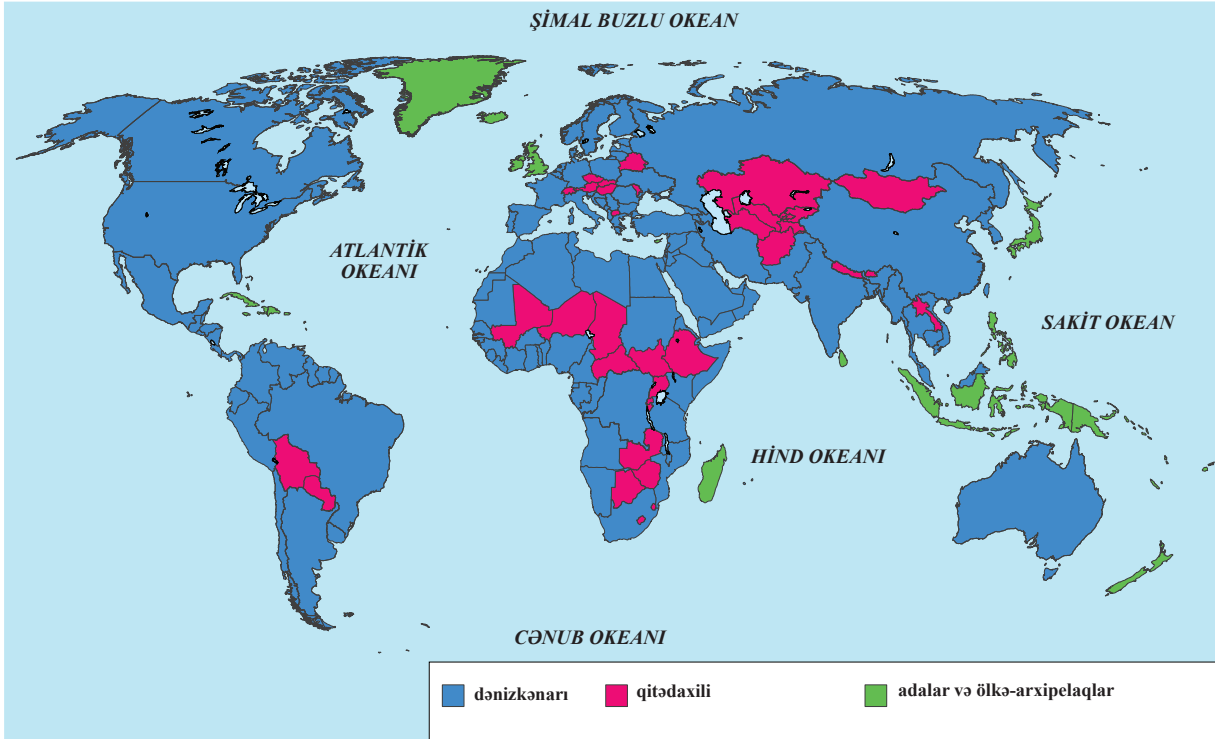 ŞİMAL BUZLU OKEAN
ATLANTİK
OKEANI
SAKİT OKEAN
HİND OKEANI
CƏNUB OKEANI
dənizkənarı
qitədaxili
adalar və ölkə-arxipelaqlar